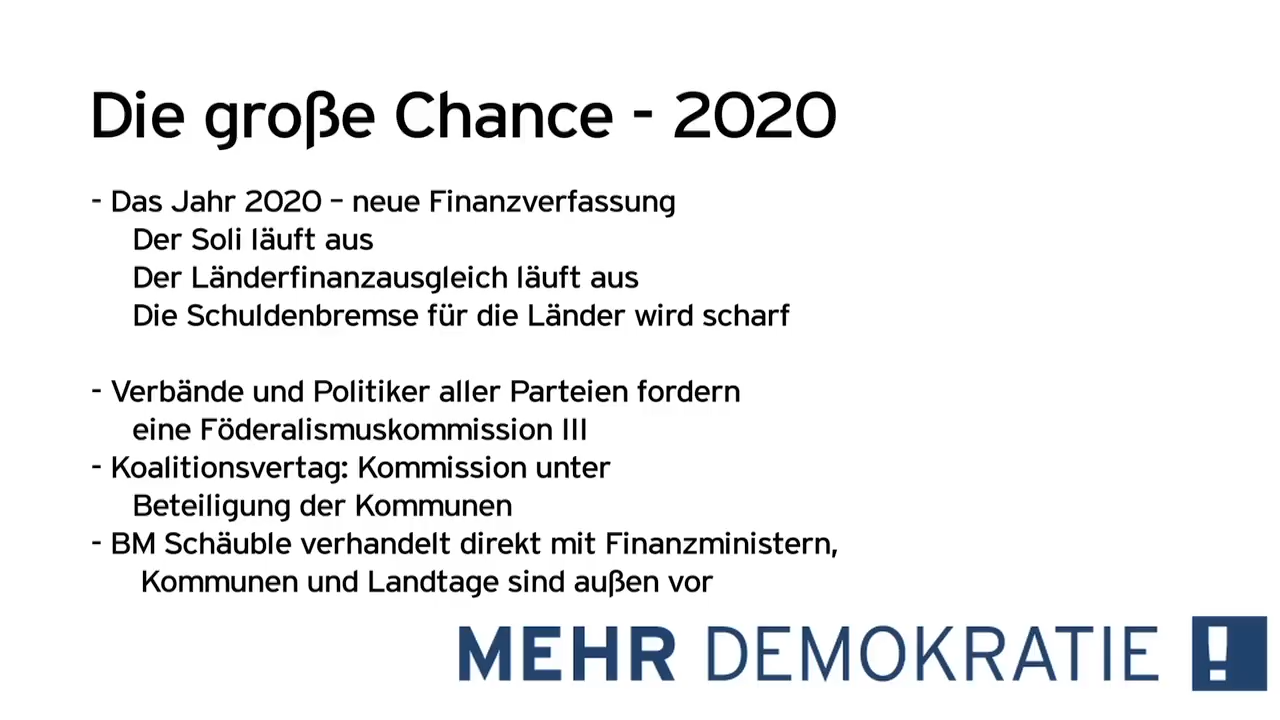 Die große Chance - 2020
- Das Jahr 2020 – neue Finanzverfassung
Der Soli läuft aus
Der Länderfinanzausgleich läuft aus
Die Schuldenbremse für die Länder wird scharf
- Verbände und Politiker aller Parteien fordern
eine Föderalismuskommission III
- Koalitionsvertag: Kommission unter
Beteiligung der Kommunen
- BM Schäuble verhandelt direkt mit Finanzministern,
Kommunen und Landtage sind außen vor
MEHR DEMOKRATIE !